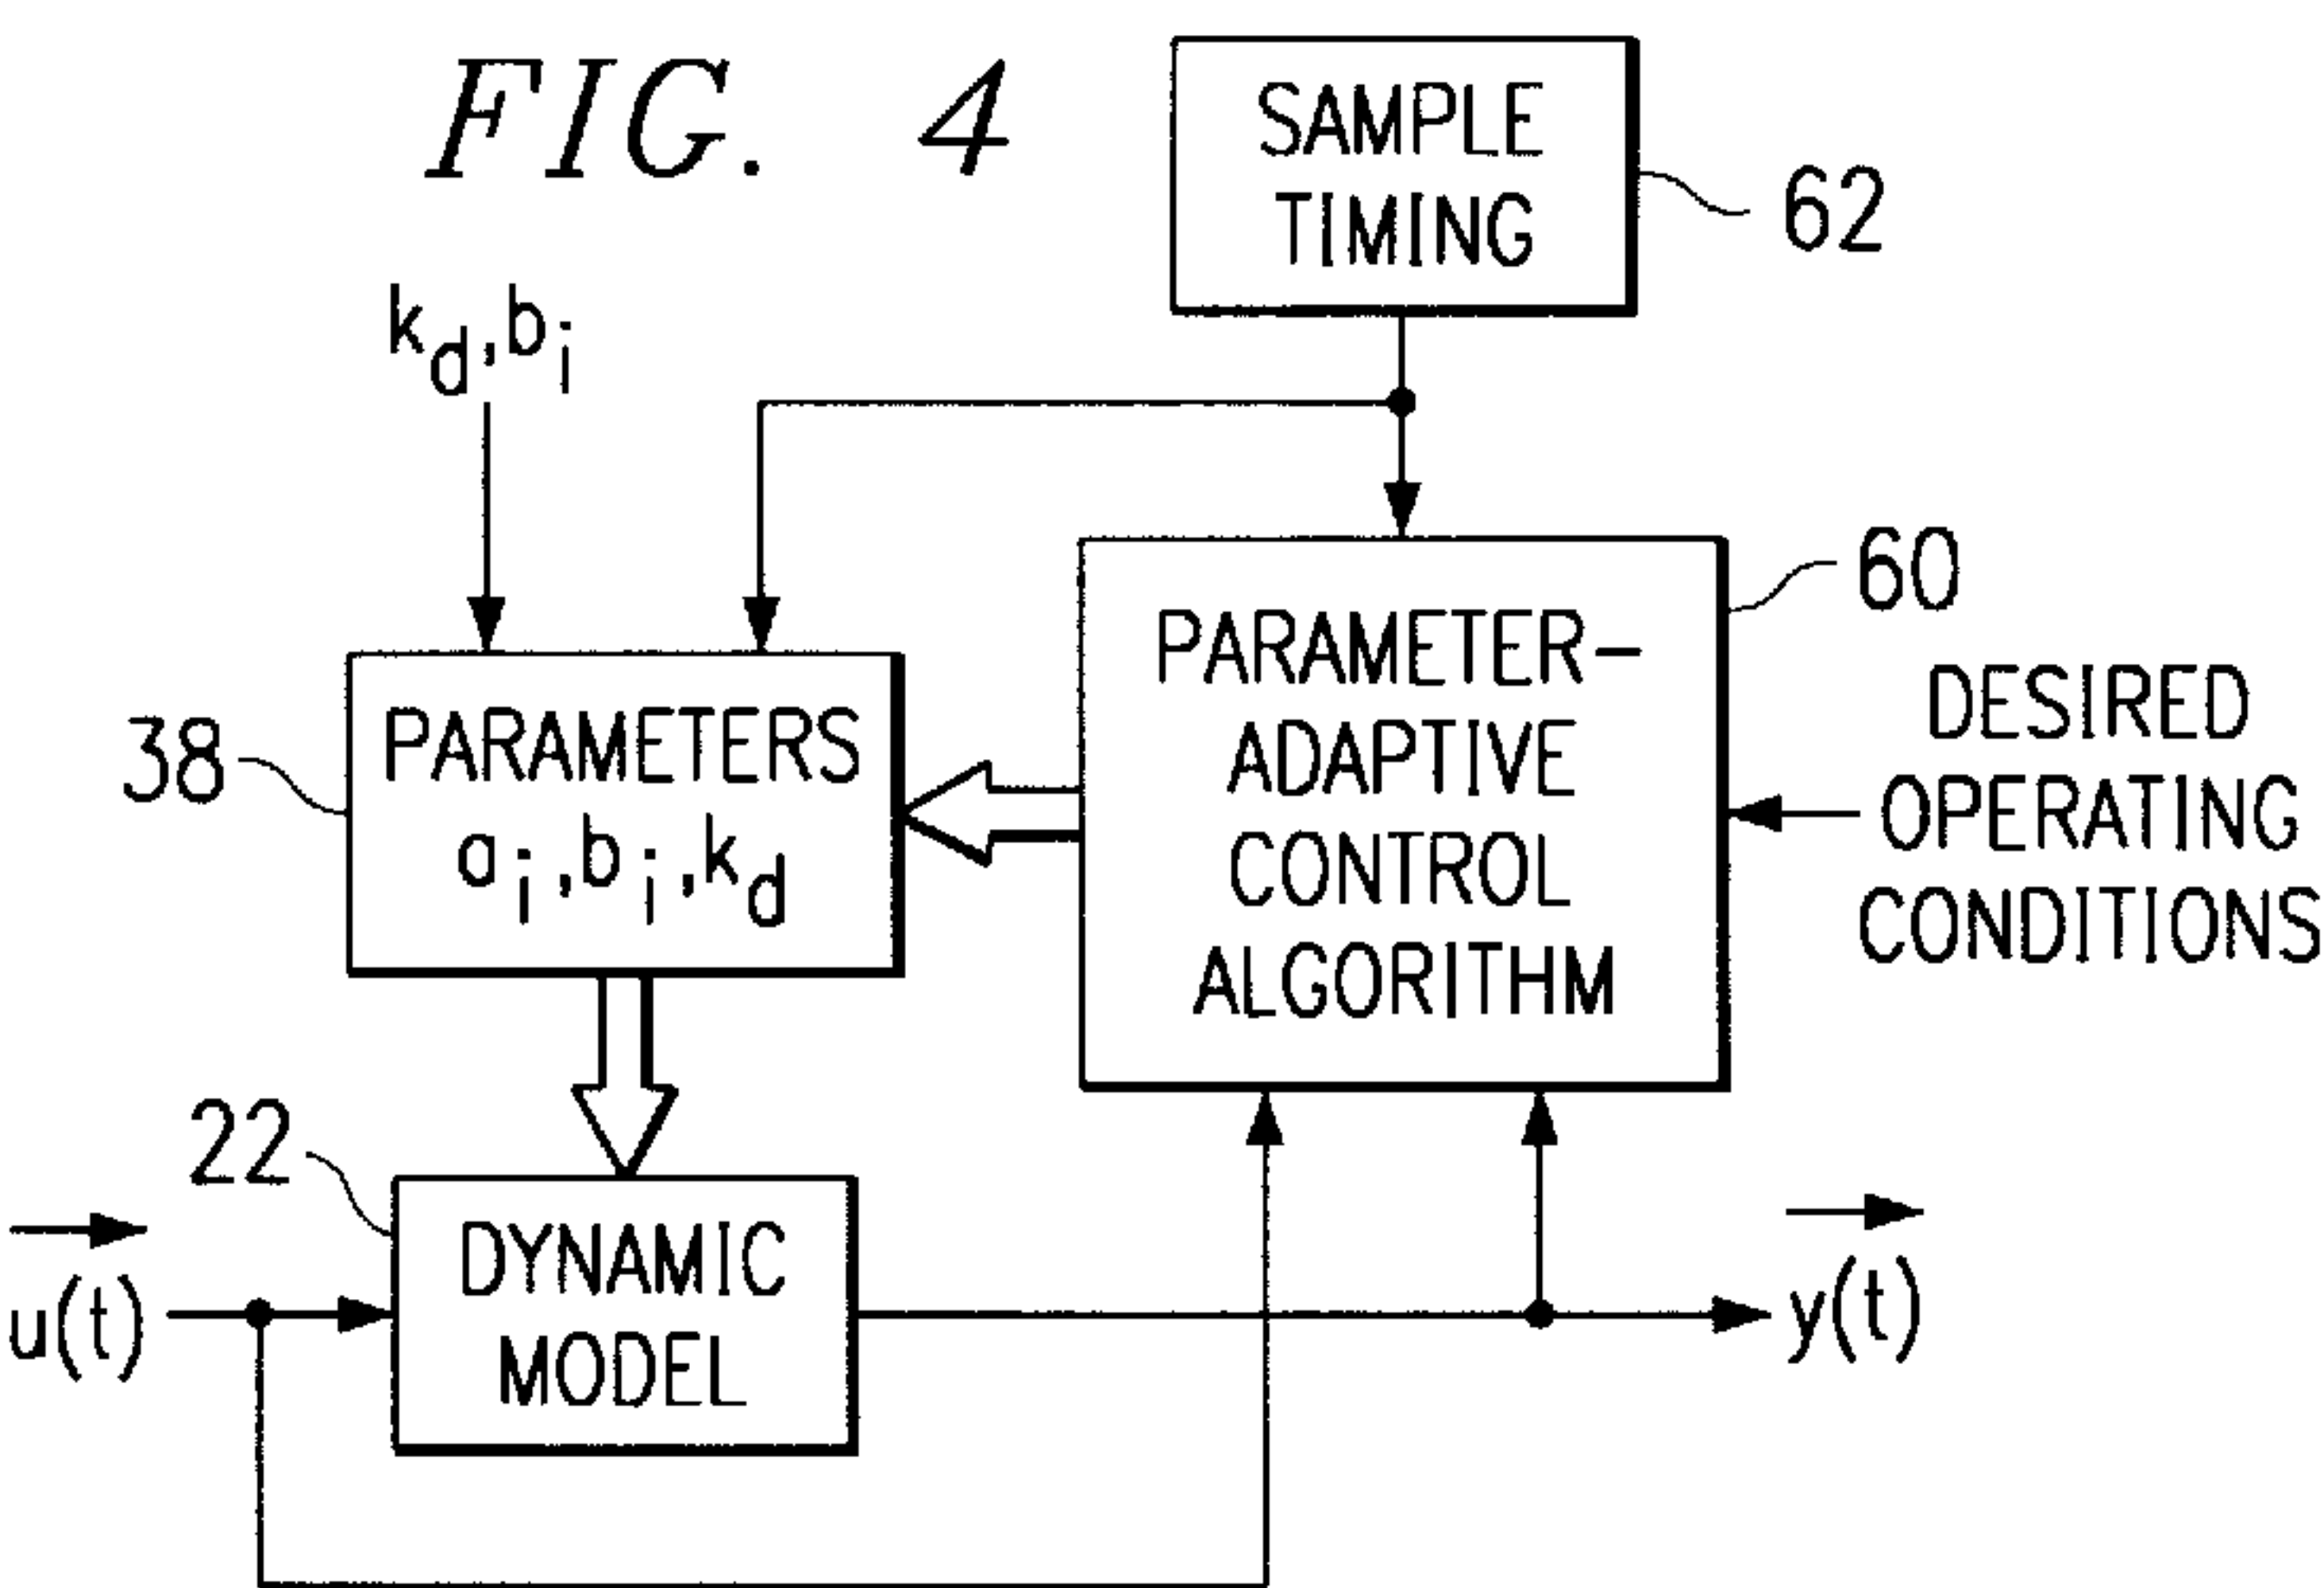 FIG. 4
SAMPLE
TIMING
62
k_d, b_i
60
PARAMETER-
ADAPTIVE
CONTROL
ALGORITHM
DESIRED
OPERATING
CONDITIONS
38
PARAMETERS
a_i, b_i, k_d
22
DYNAMIC
MODEL
u(t)
y(t)